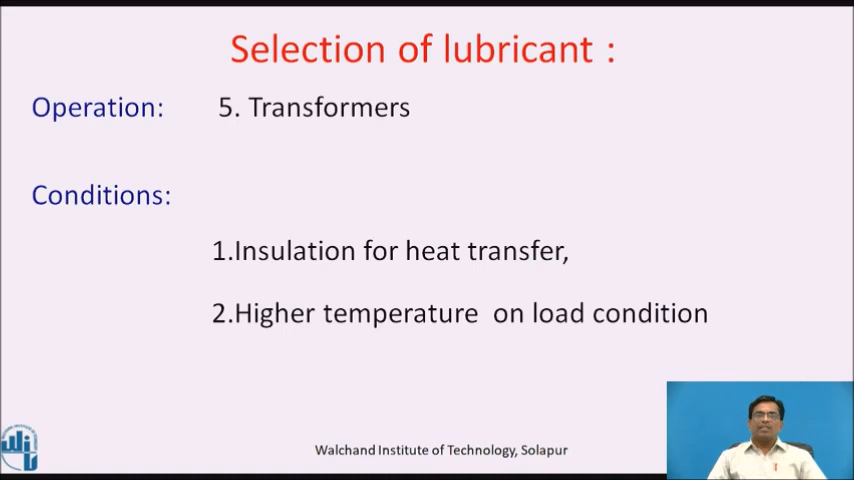 Selection of lubricant :
Operation: 5. Transformers
Conditions:
1.Insulation for heat transfer,
2.Higher temperature on load condition
Walchand Institute of Technology, Solapur